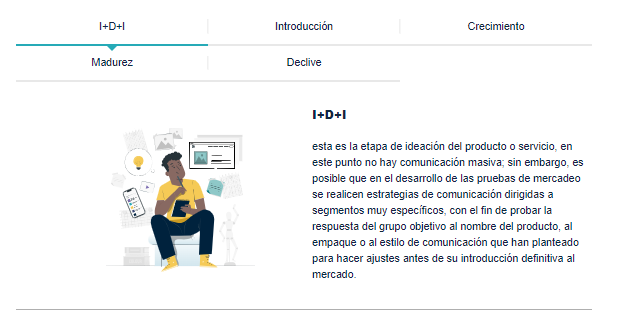 I+D+I
Introducción
Crecimiento
Madurez
Declive
I+D+I
esta es la etapa de ideación del producto o servicio, en
este punto no hay comunicación masiva; sin embargo, es
posible que en el desarrollo de las pruebas de mercadeo
se realicen estrategias de comunicación dirigidas a
segmentos muy específicos, con el fin de probar la
respuesta del grupo objetivo al nombre del producto, al
empaque o al estilo de comunicación que han planteado
para hacer ajustes antes de su introducción definitiva al
mercado.